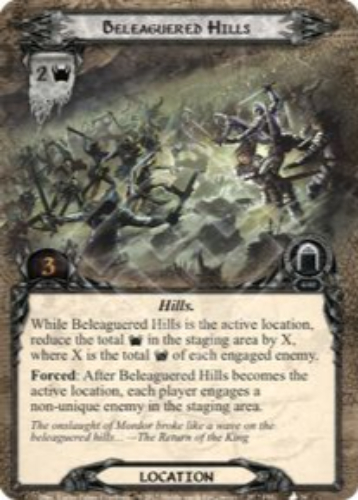 BELEAGUERED HILLS
2
3
Hills.
While Beleaguered Hills is the active location,
reduce the total in the staging area by X,
where X is the total of each engaged enemy.
Forced: After Beleaguered Hills becomes the
active location, each player engages a
non-unique enemy in the staging area.
The onslaught of Mordor broke like a wave on the
beleaguered hills... —The Return of the King
LOCATION